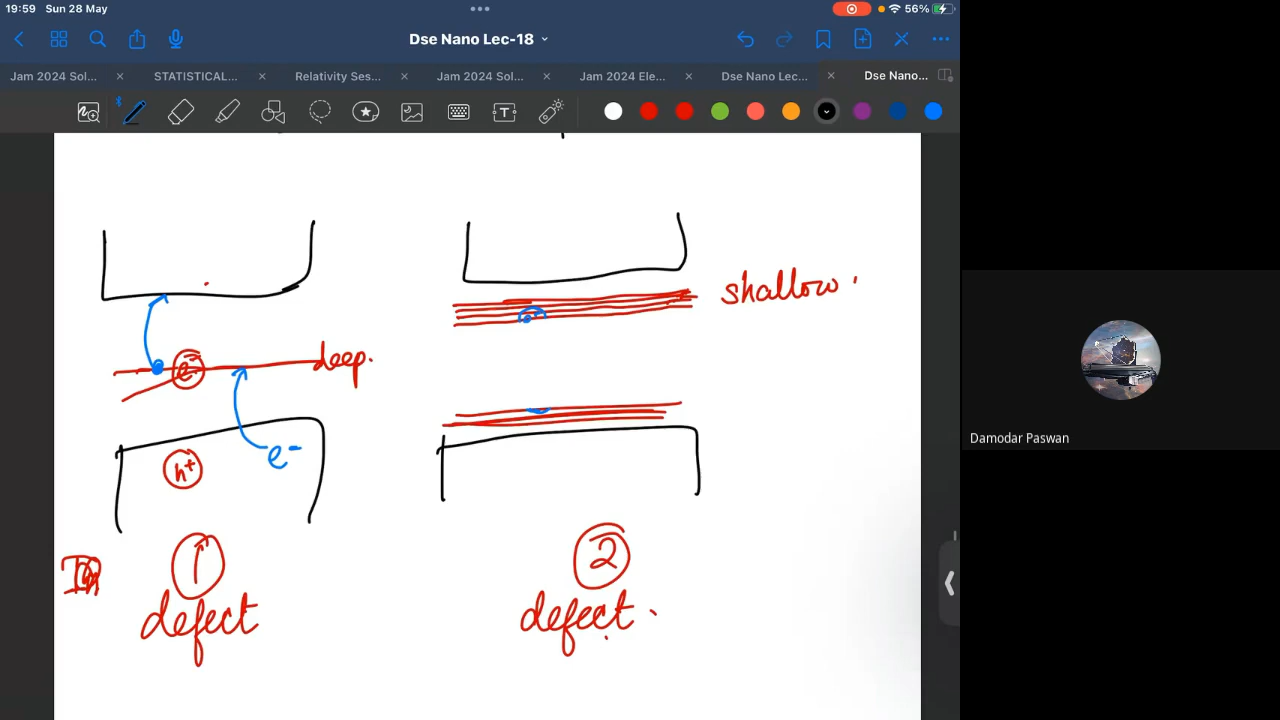 19:59 Sun 28 May
56%
Dse Nano Lec-18
Jam 2024 Sol...
STATISTICAL...
Relativity Ses...
Jam 2024 Sol...
Jam 2024 Ele...
Dse Nano Lec...
Dse Nano...
T
shallow.
e⁻
deep.
e⁻
h⁺
Damodar Paswan
1
defect
2
defect.